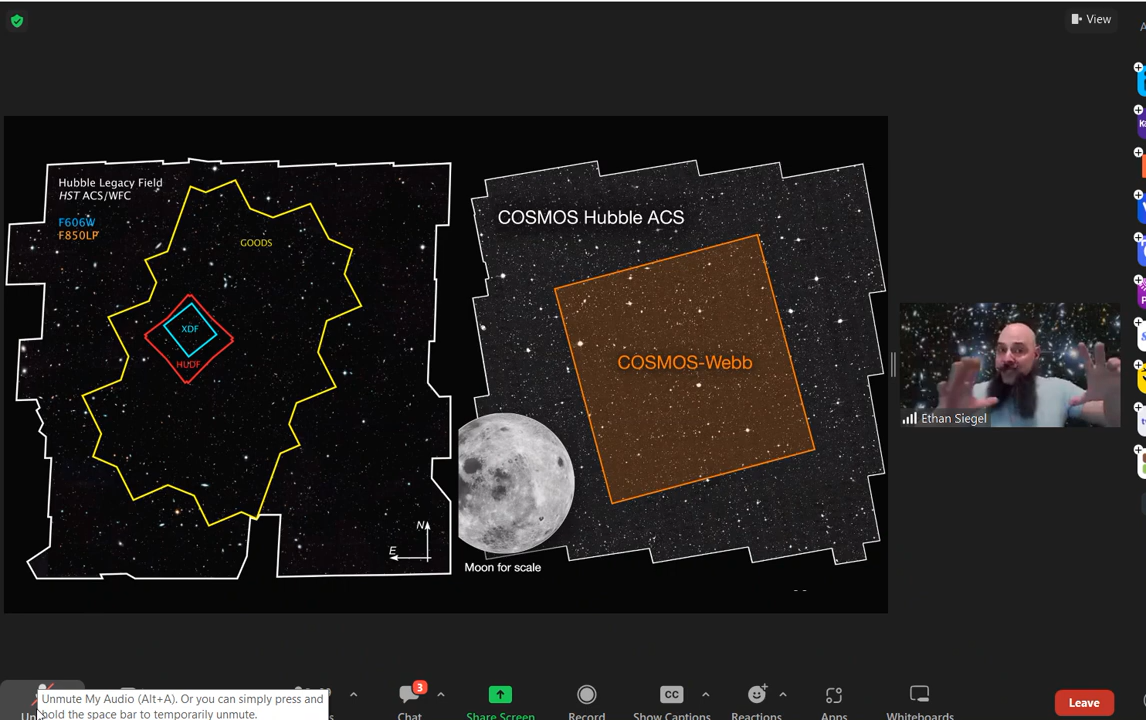 View
Hubble Legacy Field
HST ACS/WFC
F606W
F850LP
GOODS
XDF
HUDF
N
E
COSMOS Hubble ACS
COSMOS-Webb
Moon for scale
Ethan Siegel
Unmute My Audio (Alt+A). Or you can simply press and
hold the space bar to temporarily unmute.
3
Chat
Share Screen
Record
CC
Show Captions
Reactions
Apps
Whiteboards
Leave